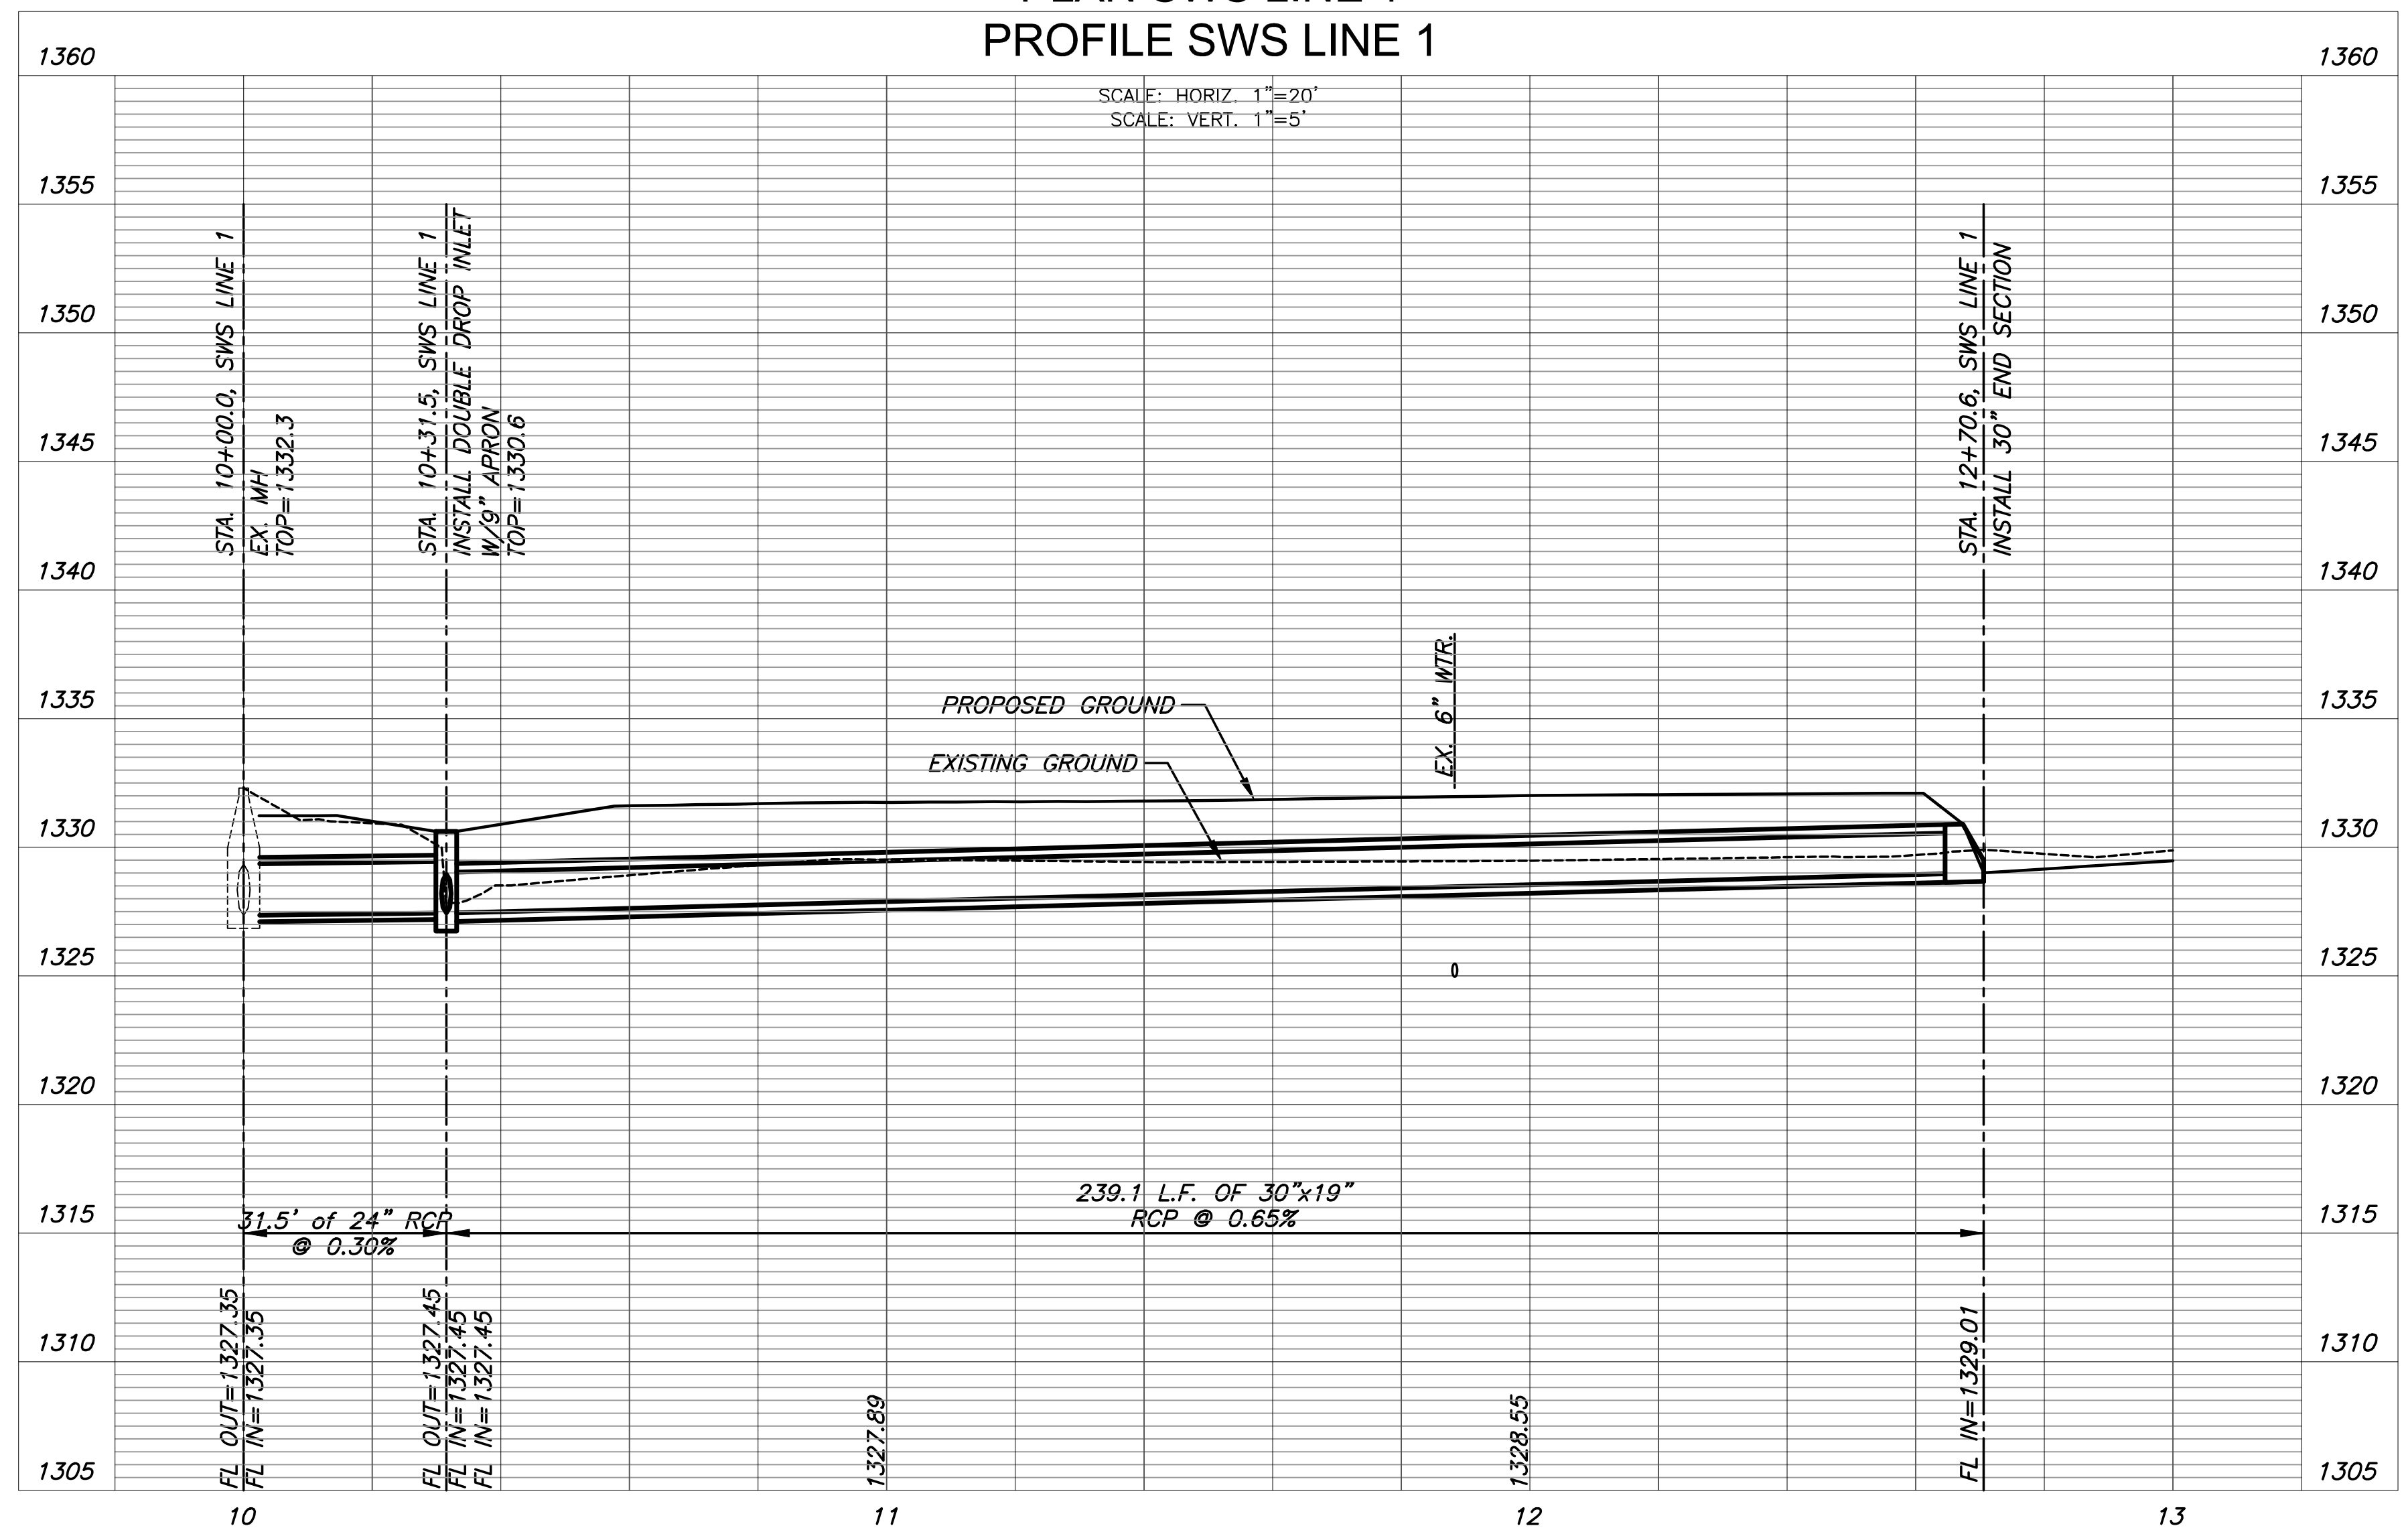 PROFILE SWS LINE 1
SCALE: HORIZ. 1"=20'
SCALE: VERT. 1"=5'
1360 1360
1355 1355
1350 1350
1345 1345
1340 1340
1335 1335
1330 1330
1325 1325
1320 1320
1315 1315
1310 1310
1305 1305
STA. 10+00.0, SWS LINE 1
EX. MH
TOP=1332.3
STA. 10+31.5, SWS LINE 1
INSTALL DOUBLE DROP INLET
W/9" APRON
TOP=1330.6
STA. 12+70.6, SWS LINE 1
INSTALL 30" END SECTION
PROPOSED GROUND
EXISTING GROUND
EX. 6" WTR.
31.5' of 24" RCP
@ 0.30%
239.1 L.F. OF 30"x19"
RCP @ 0.65%
FL OUT=1327.35
FL IN=1327.35
FL OUT=1327.45
FL IN=1327.45
FL IN=1327.45
1327.89
1328.55
FL IN=1329.01
10 11 12 13